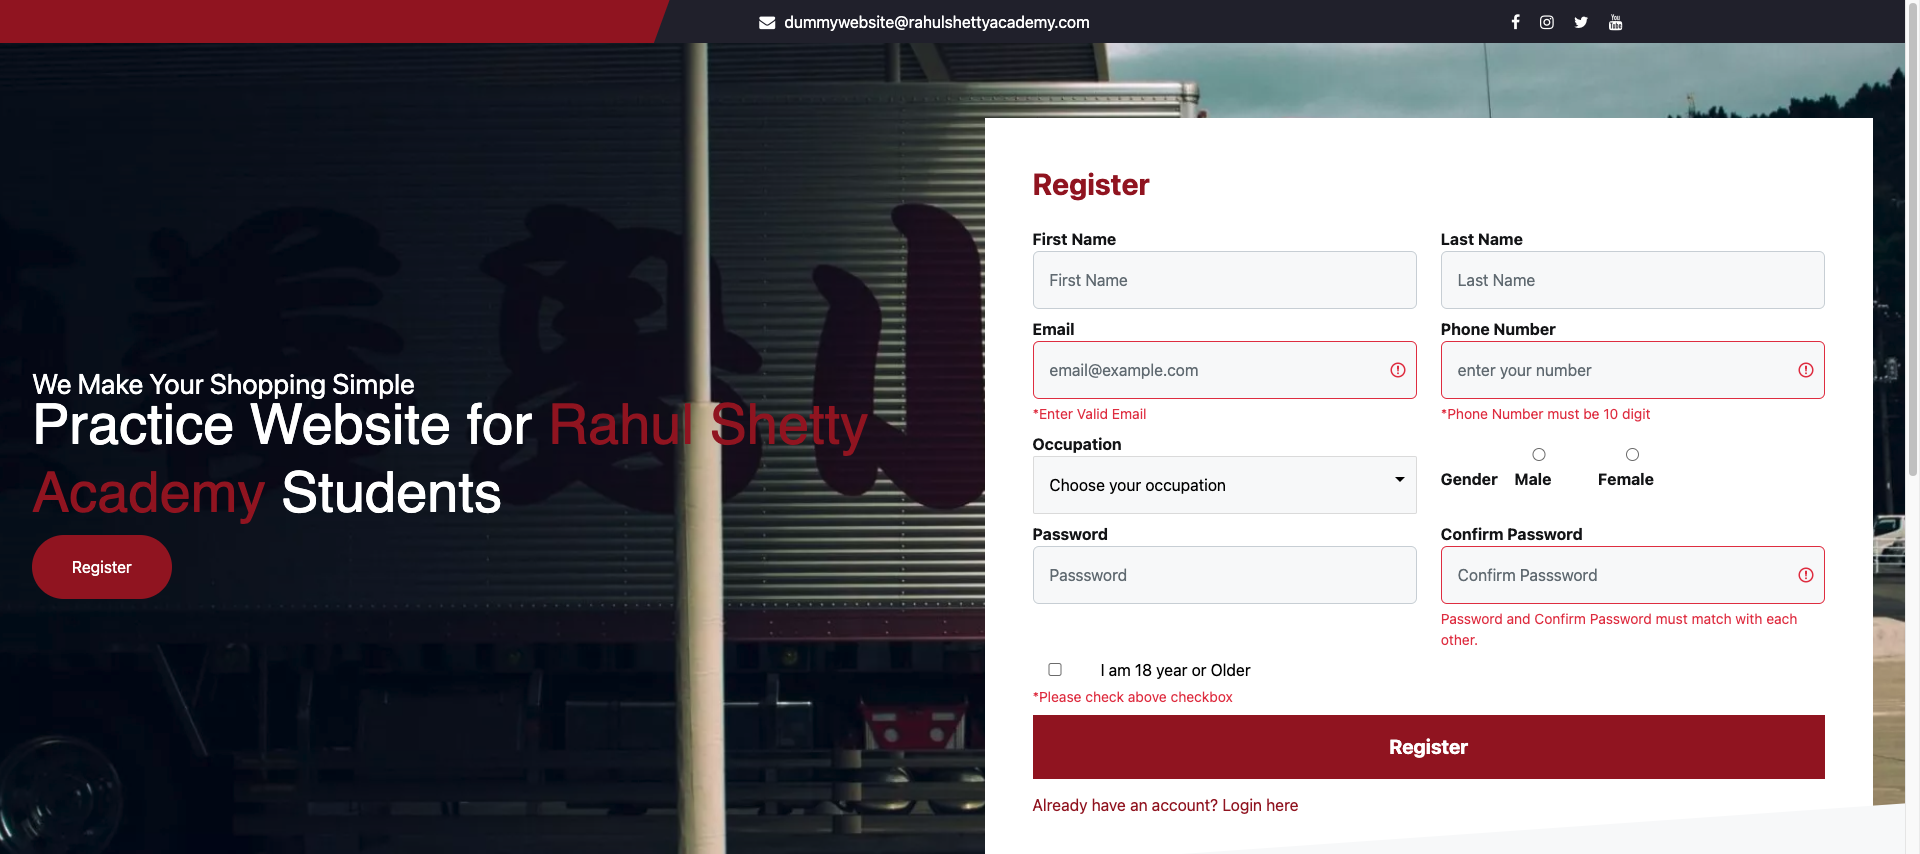 dummywebsite@rahulshettyacademy.com
We Make Your Shopping Simple
Practice Website for Rahul Shetty
Academy Students
Register
Register
First Name
Last Name
First Name
Last Name
Email
Phone Number
email@example.com
enter your number
*Enter Valid Email
*Phone Number must be 10 digit
Occupation
Choose your occupation
Gender Male Female
Password
Confirm Password
Passsword
Confirm Passsword
Password and Confirm Password must match with each
other.
I am 18 year or Older
*Please check above checkbox
Register
Already have an account? Login here